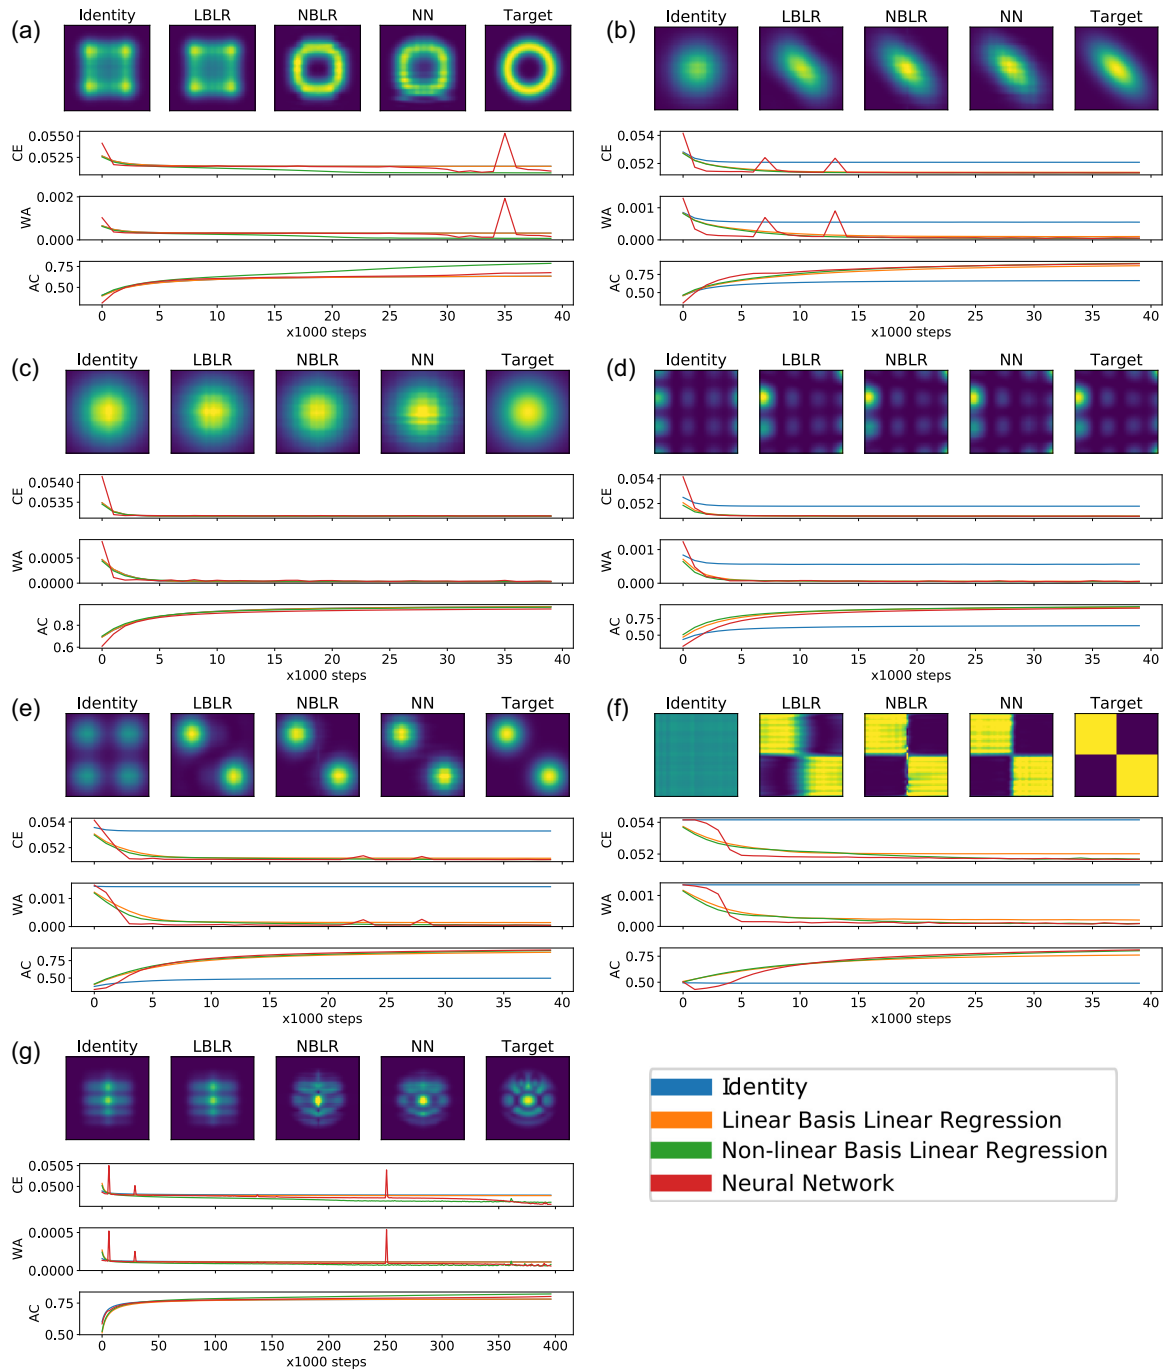 (a) Identity LBLR NBLR NN Target
CE 0.0550 0.0525
WA 0.002 0.000
AC 0.75 0.50
0 5 10 15 20 25 30 35 40
x1000 steps
(b) Identity LBLR NBLR NN Target
CE 0.054 0.052
WA 0.001 0.000
AC 0.75 0.50
0 5 10 15 20 25 30 35 40
x1000 steps
(c) Identity LBLR NBLR NN Target
CE 0.0540 0.0535
WA 0.0005 0.0000
AC 0.8 0.6
0 5 10 15 20 25 30 35 40
x1000 steps
(d) Identity LBLR NBLR NN Target
CE 0.054 0.052
WA 0.001 0.000
AC 0.75 0.50
0 5 10 15 20 25 30 35 40
x1000 steps
(e) Identity LBLR NBLR NN Target
CE 0.054 0.052
WA 0.001 0.000
AC 0.75 0.50
0 5 10 15 20 25 30 35 40
x1000 steps
(f) Identity LBLR NBLR NN Target
CE 0.054 0.052
WA 0.001 0.000
AC 0.75 0.50
0 5 10 15 20 25 30 35 40
x1000 steps
(g) Identity LBLR NBLR NN Target
CE 0.0505 0.0500
WA 0.0005 0.0000
AC 0.75 0.50
0 50 100 150 200 250 300 350 400
x1000 steps
Identity
Linear Basis Linear Regression
Non-linear Basis Linear Regression
Neural Network